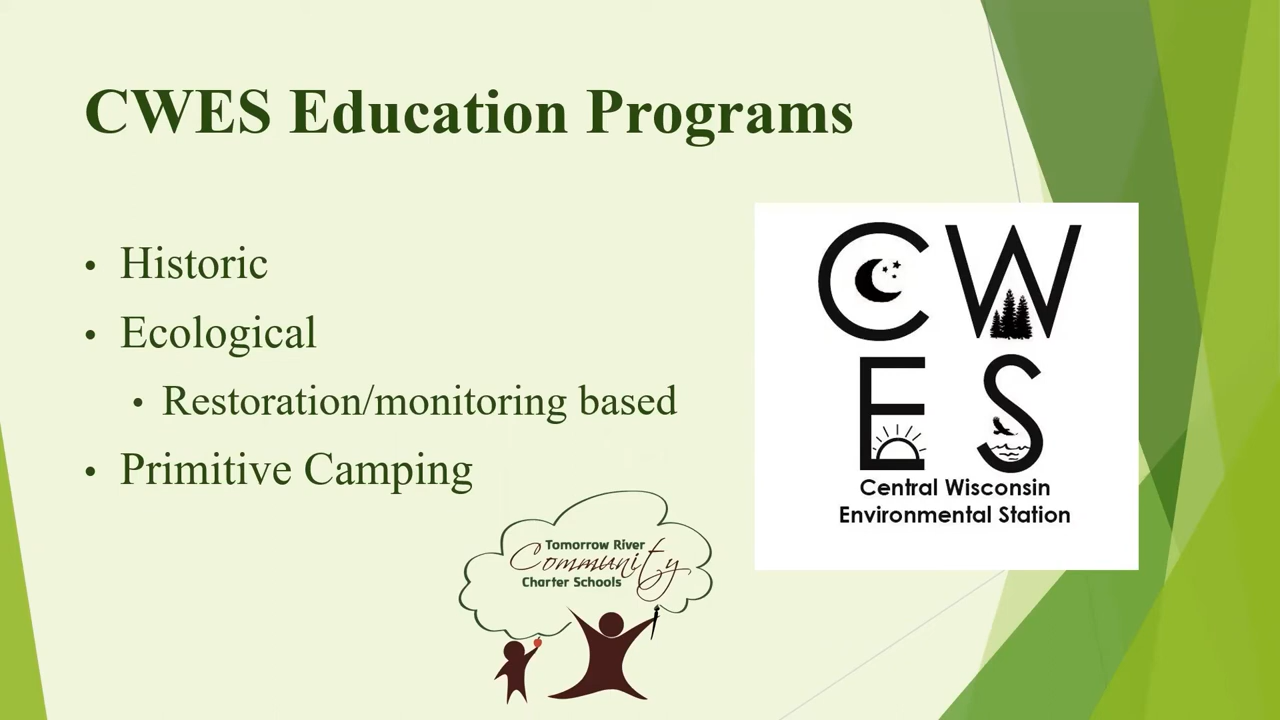 CWES Education Programs
• Historic
• Ecological
• Restoration/monitoring based
• Primitive Camping
CW
ES
Central Wisconsin
Environmental Station
Tomorrow River
Community
Charter Schools